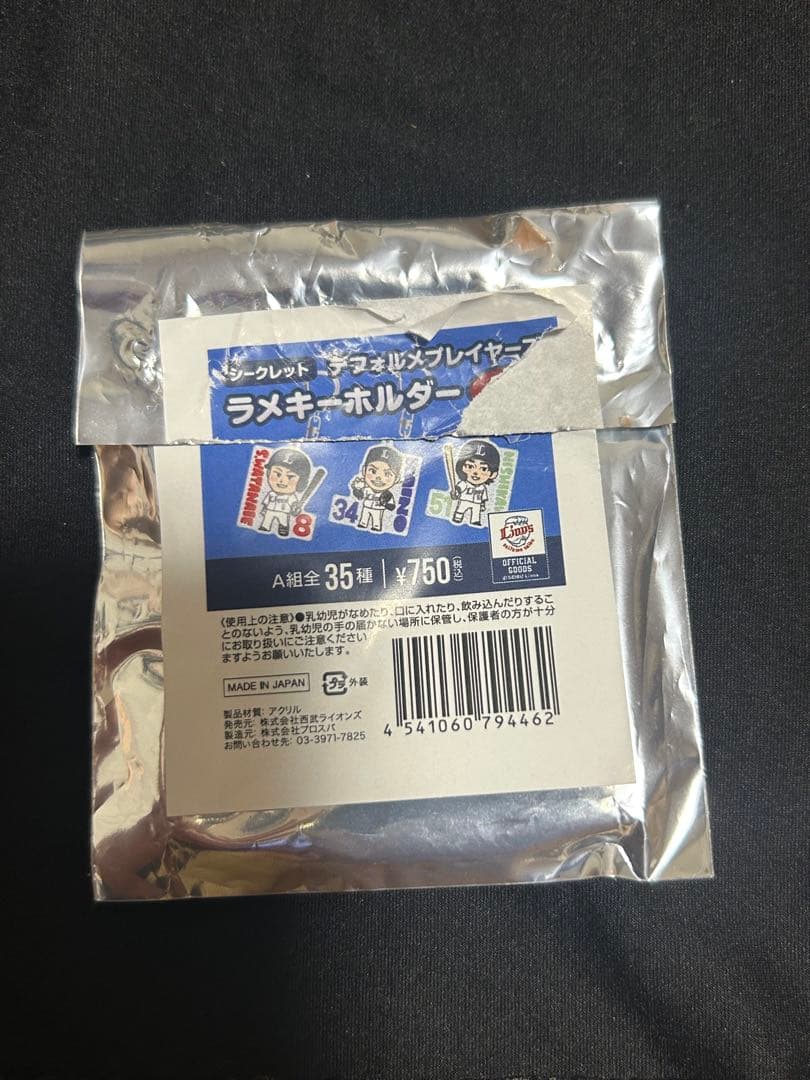 シークレット デフォルメプレイヤーズ
ラメキーホルダー
S.WATANABE
8
34
51
A組全35種 ¥750(税込)
Lions
OFFICIAL
GOODS
《使用上の注意》●乳幼児がなめたり、口に入れたり、飲み込んだりするこ
とのないよう、乳幼児の手の届かない場所に保管し、保護者の方が十分
にお取り扱いにご注意ください
ますようお願いいたします。
MADE IN JAPAN
プラ 外装
製品材質：アクリル
発売元：株式会社西武ライオンズ
製造元：株式会社プロスパ
お問い合わせ先：03-3971-7825
4 541060 794462